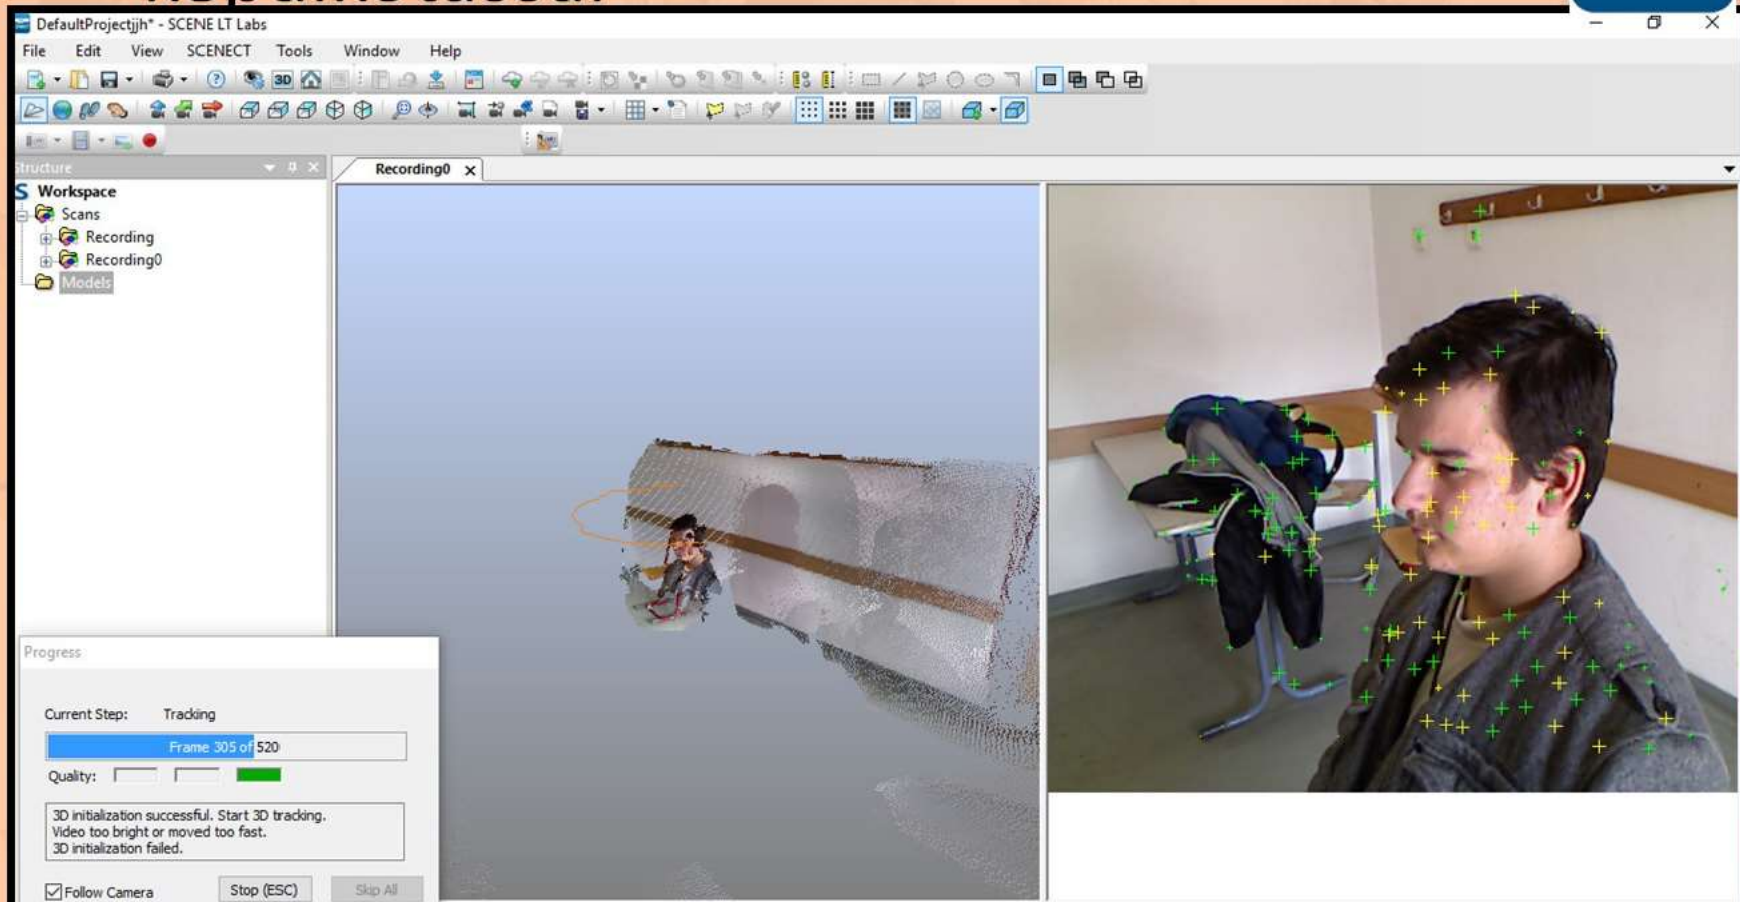 DefaultProjectjjh* - SCENE LT Labs
File Edit View SCENECT Tools Window Help
3D
Structure
Recording0
S Workspace
Scans
Recording
Recording0
Models
Progress
Current Step: Tracking
Frame 305 of 520
Quality:
3D initialization successful. Start 3D tracking.
Video too bright or moved too fast.
3D initialization failed.
Follow Camera Stop (ESC) Skip All